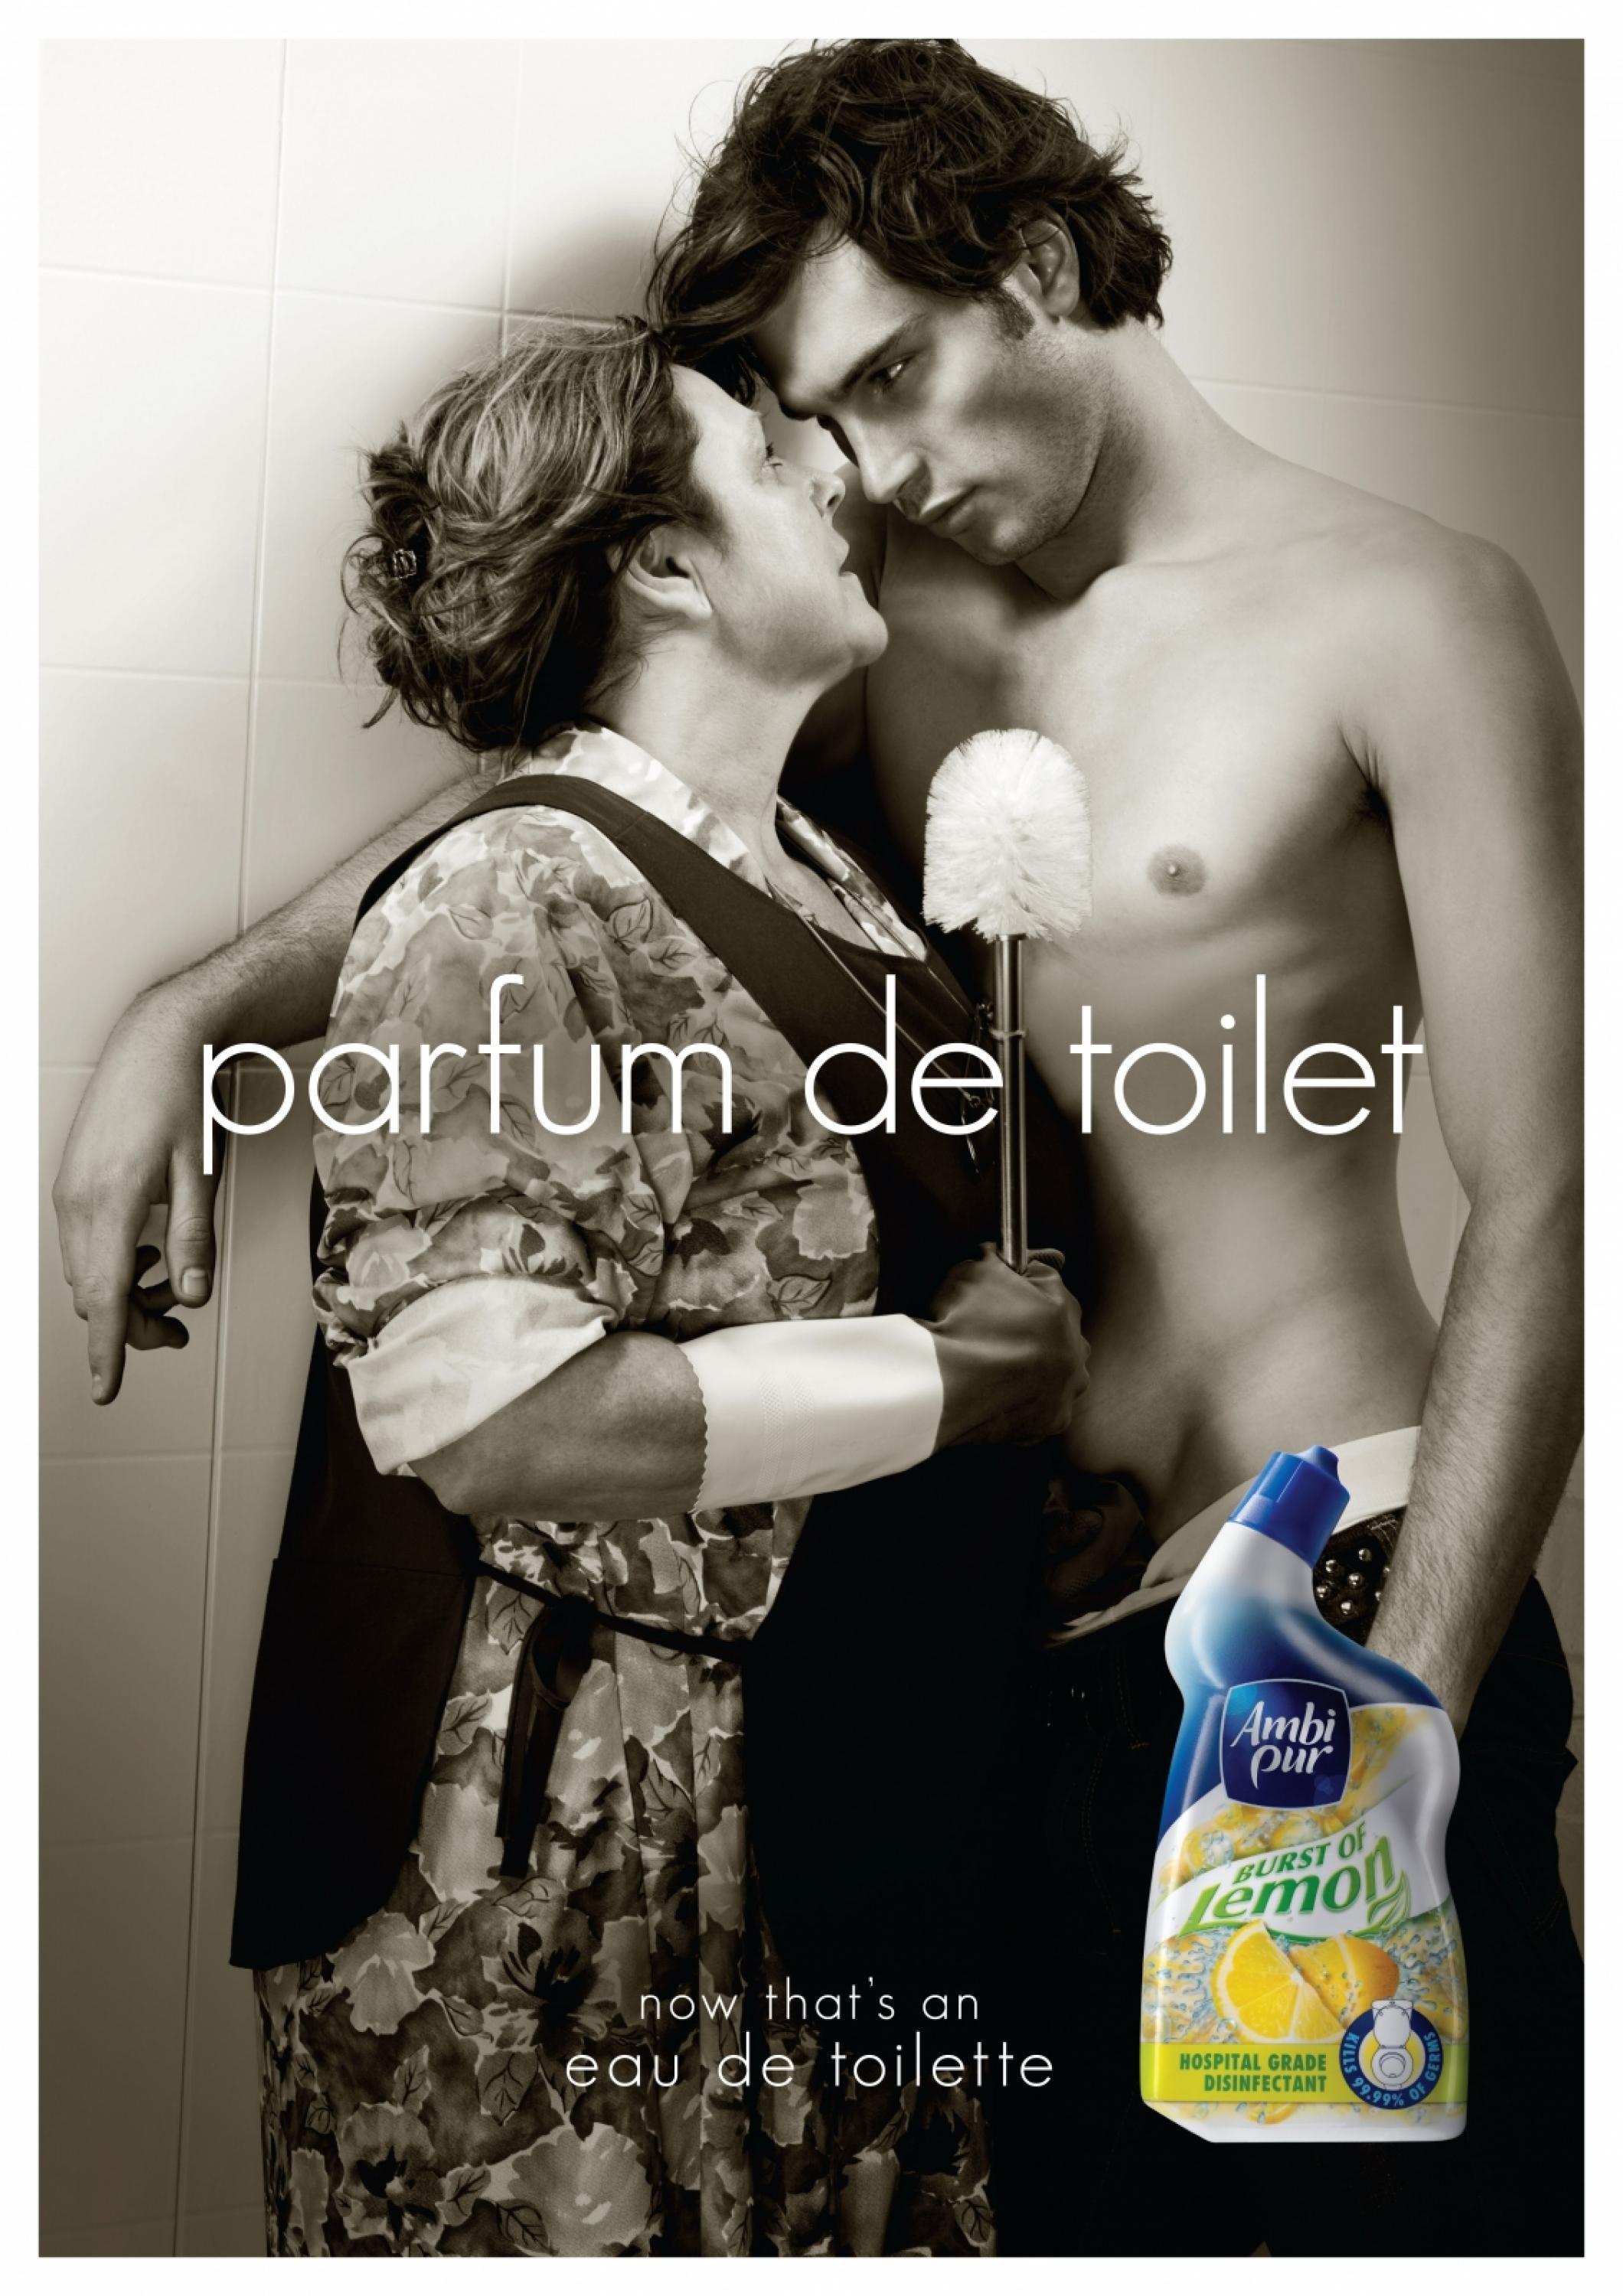 parfum de toilet
Ambi
pur
BURST OF
Lemon
HOSPITAL GRADE
DISINFECTANT
KILLS 99.99% OF GERMS
now that's an
eau de toilette